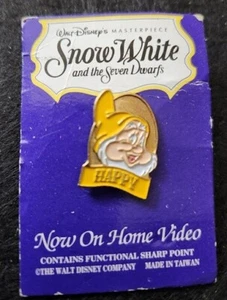 WALT DISNEY'S MASTERPIECE
Snow White
and the Seven Dwarfs
HAPPY
Now On Home Video
CONTAINS FUNCTIONAL SHARP POINT
©THE WALT DISNEY COMPANY MADE IN TAIWAN